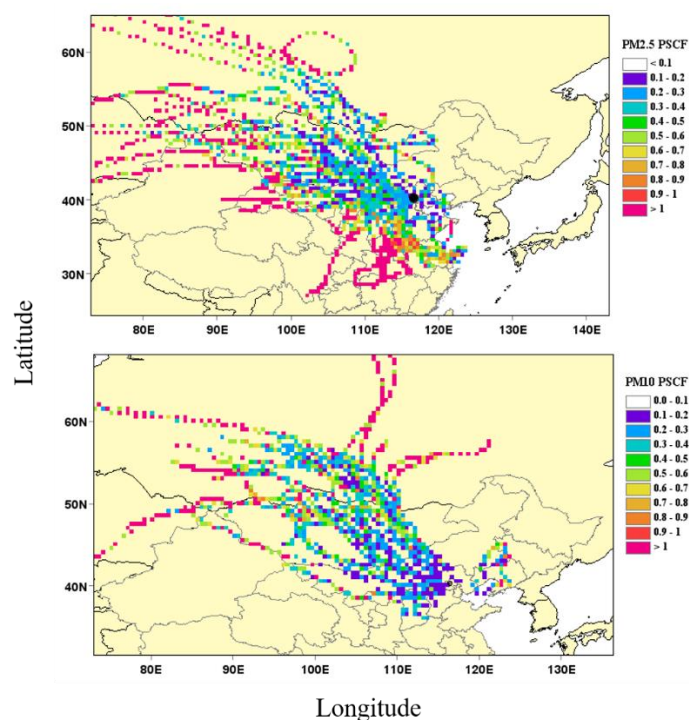 60N
50N
40N
30N
80E 90E 100E 110E 120E 130E 140E
PM2.5 PSCF
< 0.1
0.1 - 0.2
0.2 - 0.3
0.3 - 0.4
0.4 - 0.5
0.5 - 0.6
0.6 - 0.7
0.7 - 0.8
0.8 - 0.9
0.9 - 1
> 1
Latitude
60N
50N
40N
80E 90E 100E 110E 120E 130E
PM10 PSCF
0.0 - 0.1
0.1 - 0.2
0.2 - 0.3
0.3 - 0.4
0.4 - 0.5
0.5 - 0.6
0.6 - 0.7
0.7 - 0.8
0.8 - 0.9
0.9 - 1
> 1
Longitude